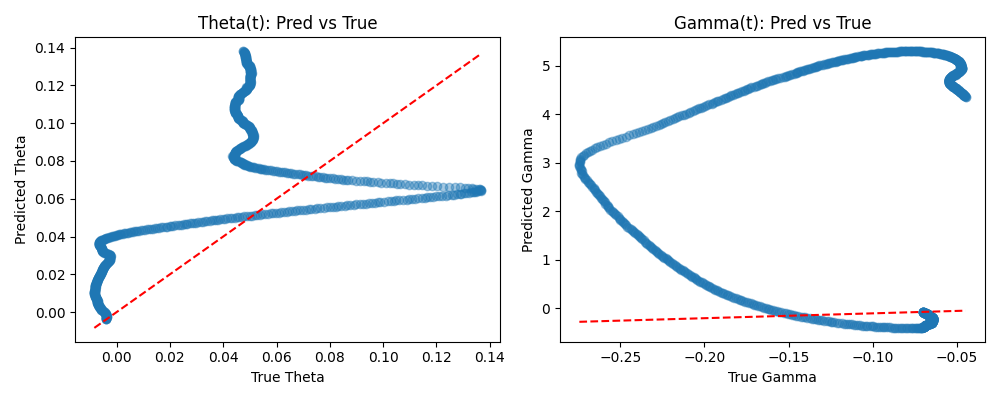 Theta(t): Pred vs True
Predicted Theta
0.14
0.12
0.10
0.08
0.06
0.04
0.02
0.00
0.00 0.02 0.04 0.06 0.08 0.10 0.12 0.14
True Theta
Gamma(t): Pred vs True
Predicted Gamma
5
4
3
2
1
0
−0.25 −0.20 −0.15 −0.10 −0.05
True Gamma